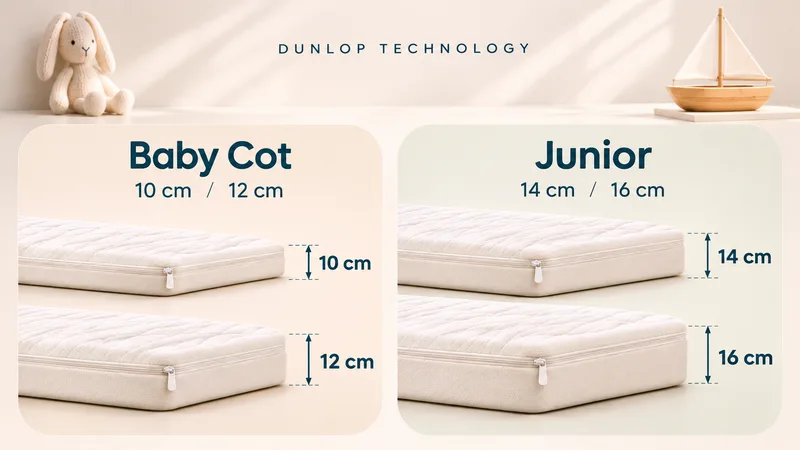 DUNLOP TECHNOLOGY
Baby Cot
10 cm / 12 cm
10 cm
12 cm
Junior
14 cm / 16 cm
14 cm
16 cm